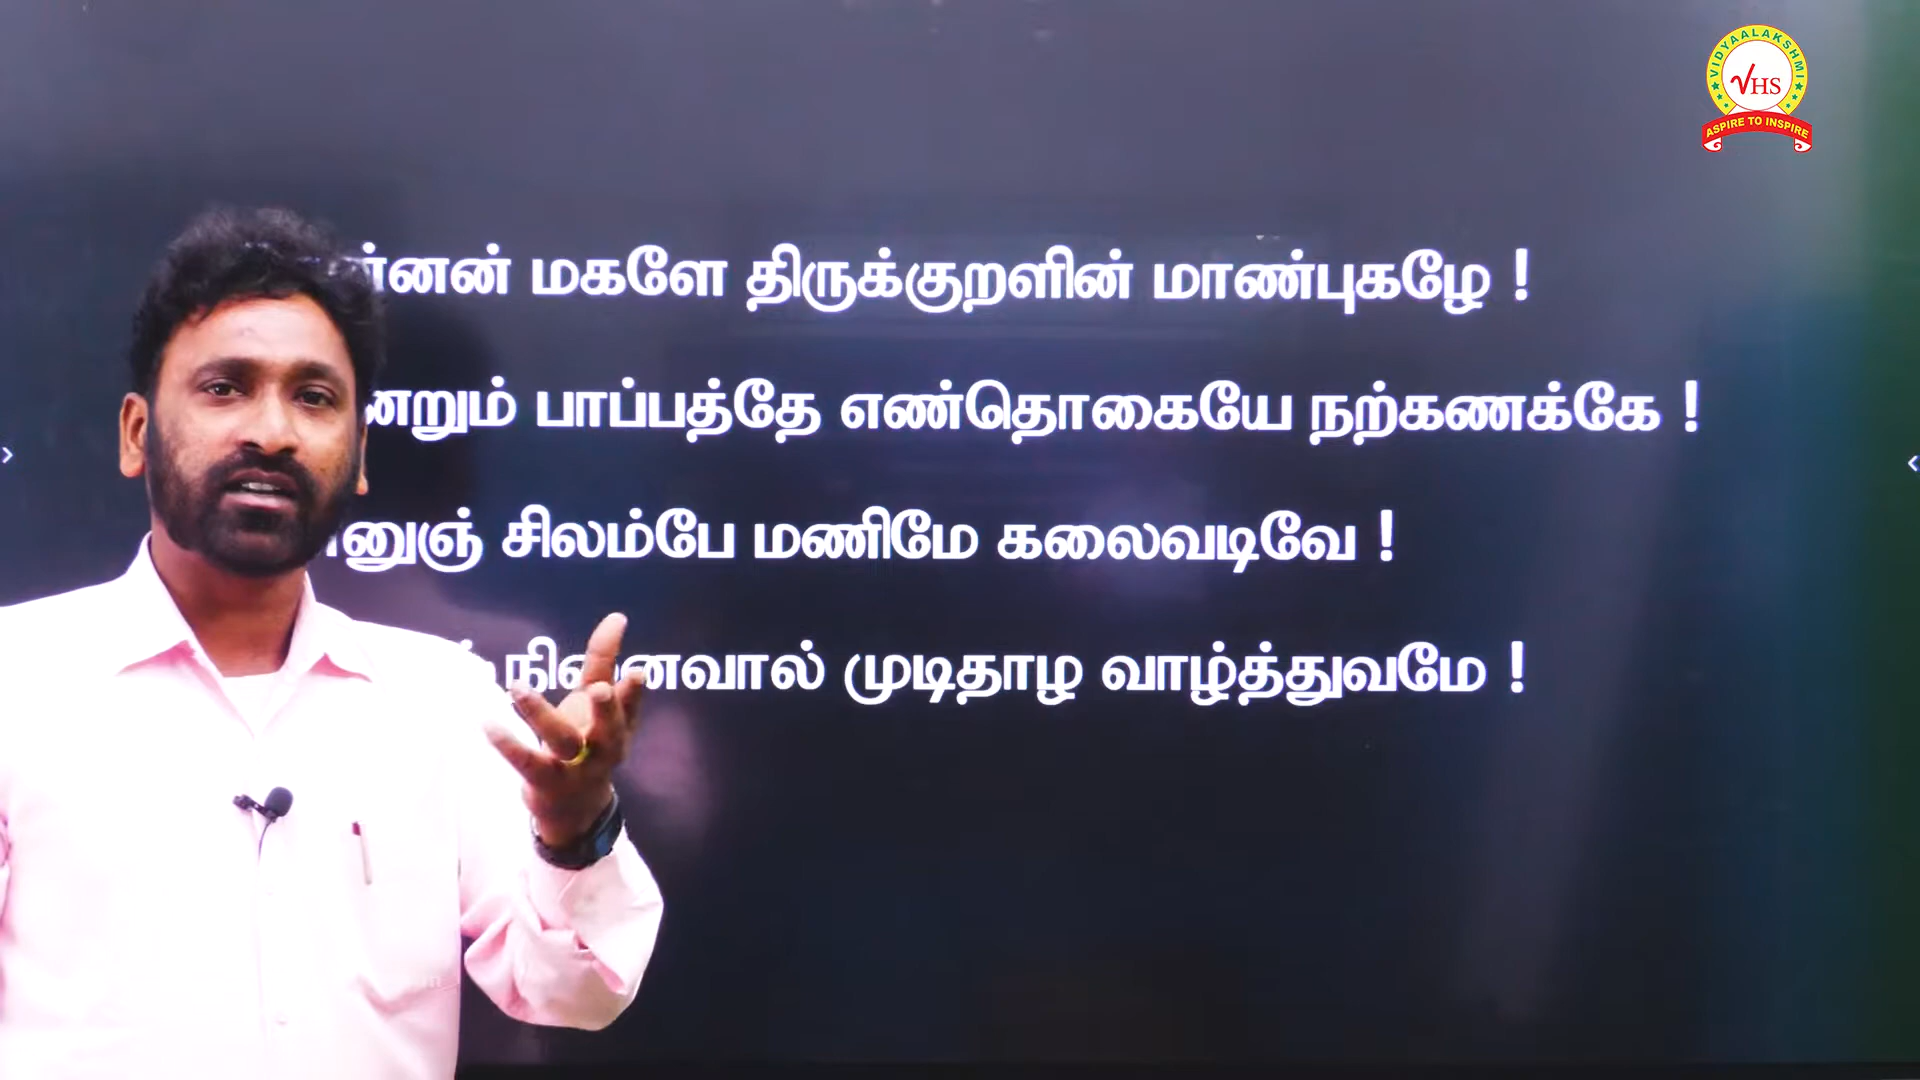 VIDYAALAKSHMI
VHS
ASPIRE TO INSPIRE
மகளே திருக்குறளின் மாண்புகழே !
பாப்பத்தே எண்தொகையே நற்கணக்கே !
சிலம்பே மணிமே கலைவடிவே !
முடிதாழ வாழ்த்துவமே !